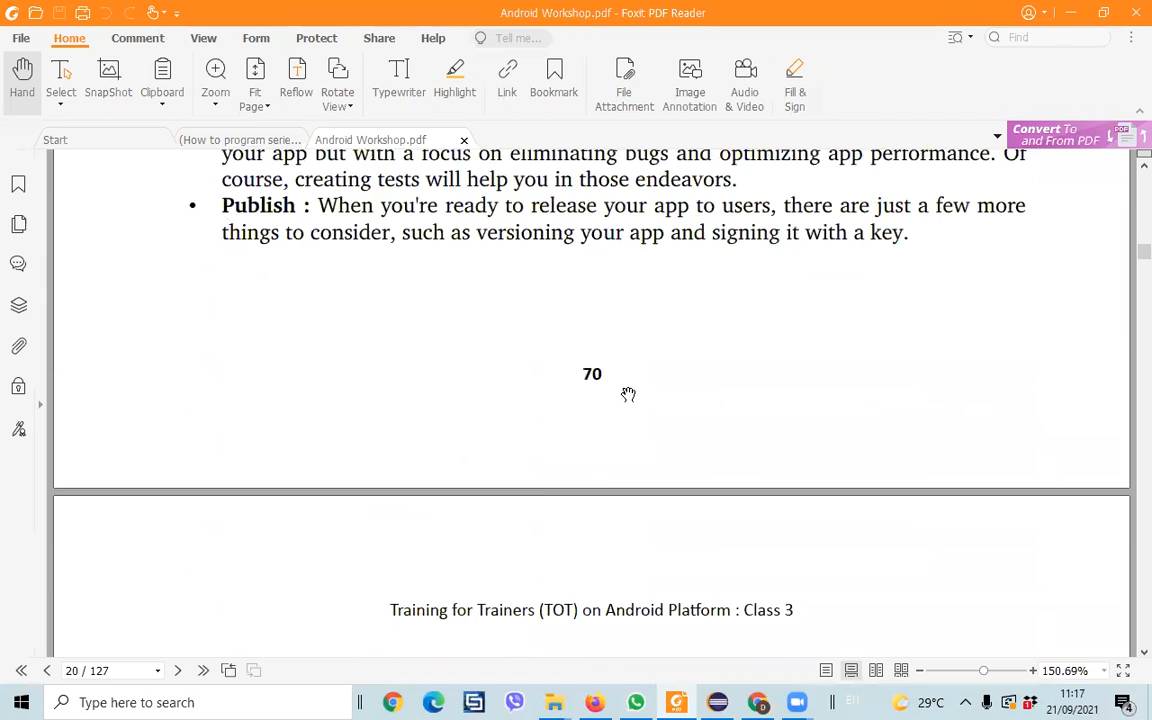 Android Workshop.pdf - Foxit PDF Reader
File Home Comment View Form Protect Share Help Tell me... Find
Hand Select SnapShot Clipboard Zoom Fit Page Reflow Rotate View Typewriter Highlight Link Bookmark File Attachment Image Annotation Audio & Video Fill & Sign
Start (How to program serie... Android Workshop.pdf Convert To and From PDF PDF
your app but with a focus on eliminating bugs and optimizing app performance. Of
course, creating tests will help you in those endeavors.
• Publish : When you're ready to release your app to users, there are just a few more
things to consider, such as versioning your app and signing it with a key.
70
Training for Trainers (TOT) on Android Platform : Class 3
20 / 127 150.69%
Type here to search 29°C 11:17
21/09/2021 4